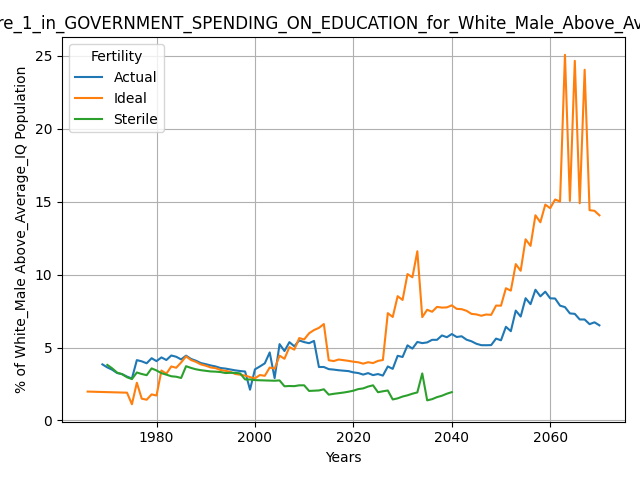 re_1_in_GOVERNMENT_SPENDING_ON_EDUCATION_for_White_Male_Above_Av
Fertility
Actual
Ideal
Sterile
% of White_Male Above_Average_IQ Population
25
20
15
10
5
0
1980 2000 2020 2040 2060
Years